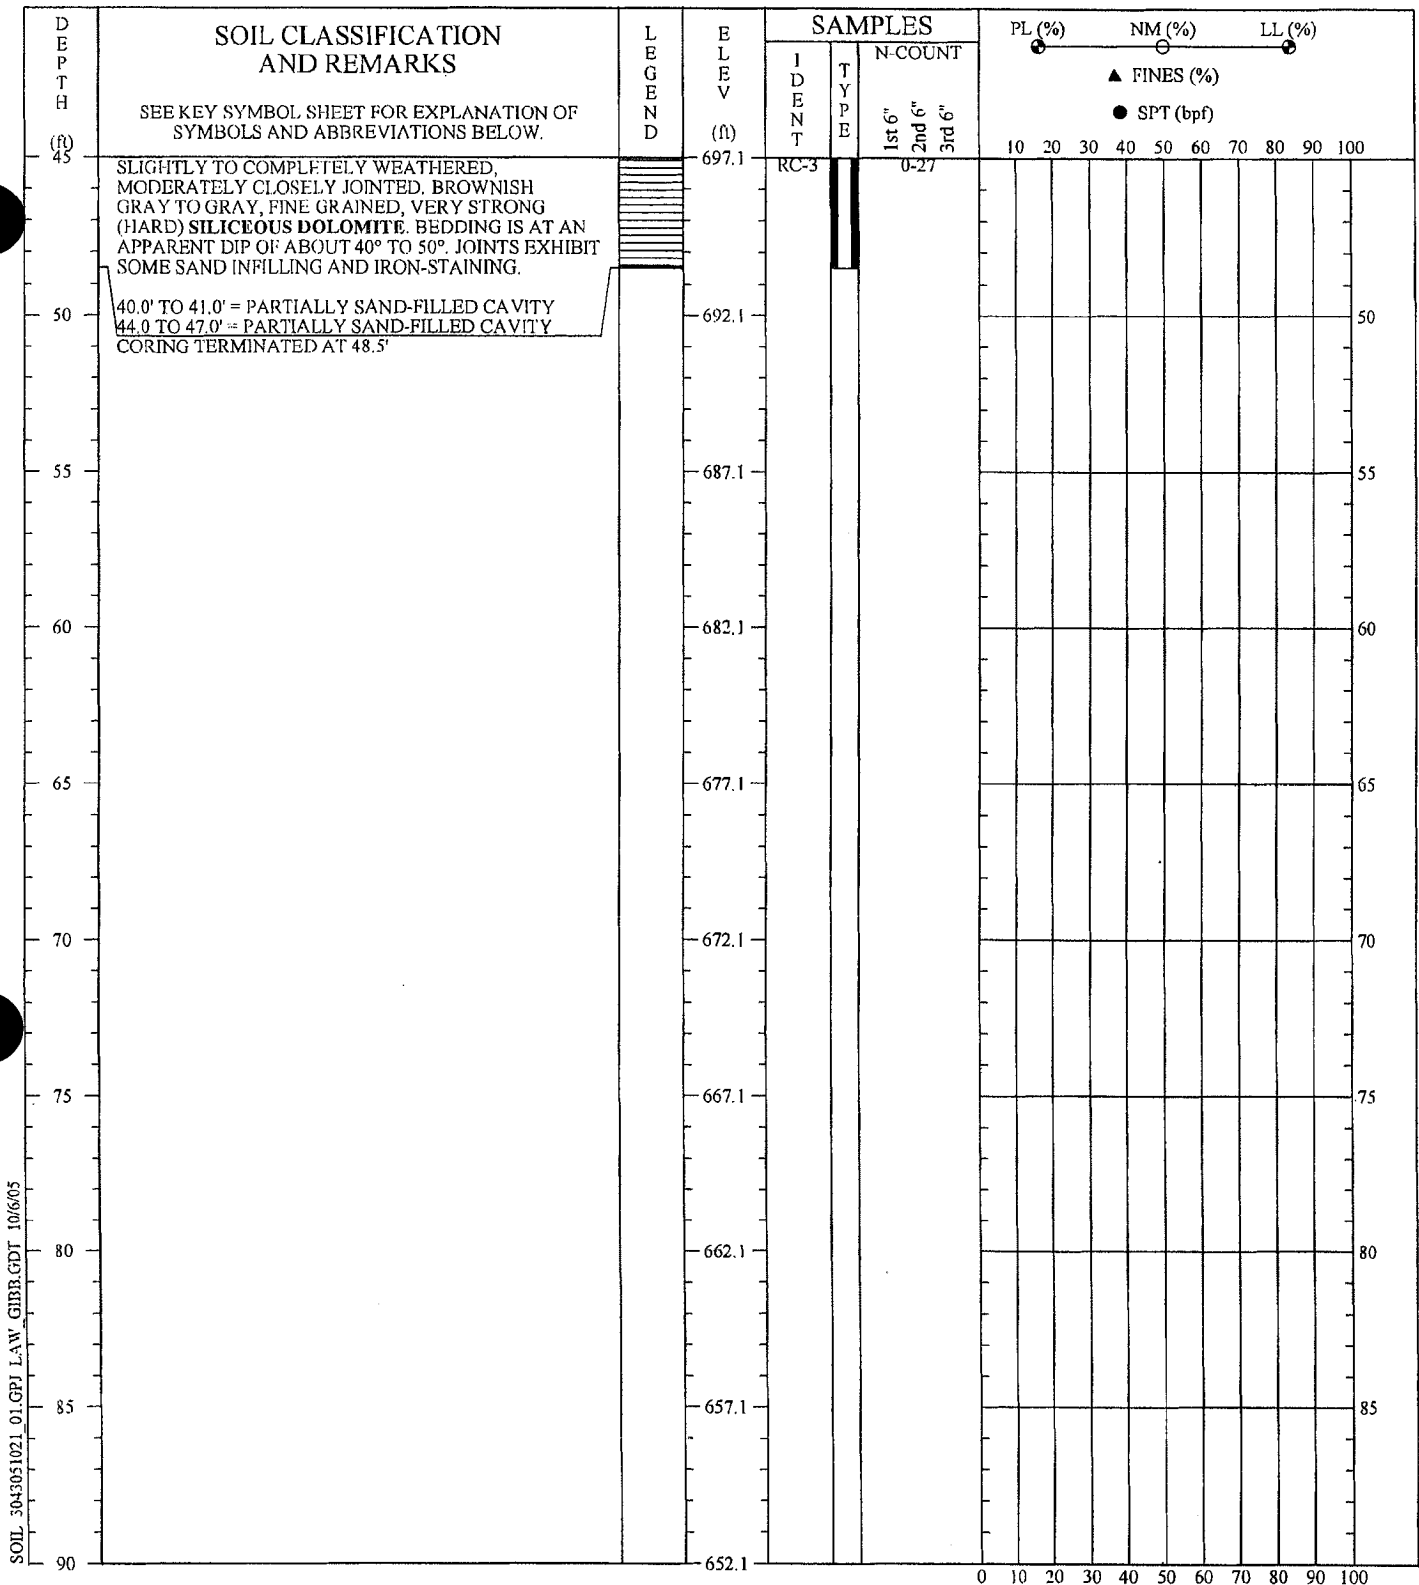 DEPTH (ft)
SOIL CLASSIFICATION
AND REMARKS
SEE KEY SYMBOL SHEET FOR EXPLANATION OF
SYMBOLS AND ABBREVIATIONS BELOW.
LEGEND
ELEV (ft)
SAMPLES
IDENT
TYPE
N-COUNT
1st 6"
2nd 6"
3rd 6"
PL (%) NM (%) LL (%)
▲ FINES (%)
● SPT (bpf)
10 20 30 40 50 60 70 80 90 100
45 697.1 RC-3 0-27
SLIGHTLY TO COMPLETELY WEATHERED,
MODERATELY CLOSELY JOINTED, BROWNISH
GRAY TO GRAY, FINE GRAINED, VERY STRONG
(HARD) SILICEOUS DOLOMITE. BEDDING IS AT AN
APPARENT DIP OF ABOUT 40° TO 50°. JOINTS EXHIBIT
SOME SAND INFILLING AND IRON-STAINING.
40.0' TO 41.0' = PARTIALLY SAND-FILLED CAVITY
44.0 TO 47.0' = PARTIALLY SAND-FILLED CAVITY
CORING TERMINATED AT 48.5'
50 692.1 50
55 687.1 55
60 682.1 60
65 677.1 65
70 672.1 70
75 667.1 75
80 662.1 80
85 657.1 85
90 652.1
0 10 20 30 40 50 60 70 80 90 100
SOIL 3043051021_01.GPJ LAW_GIBB.GDT 10/6/05